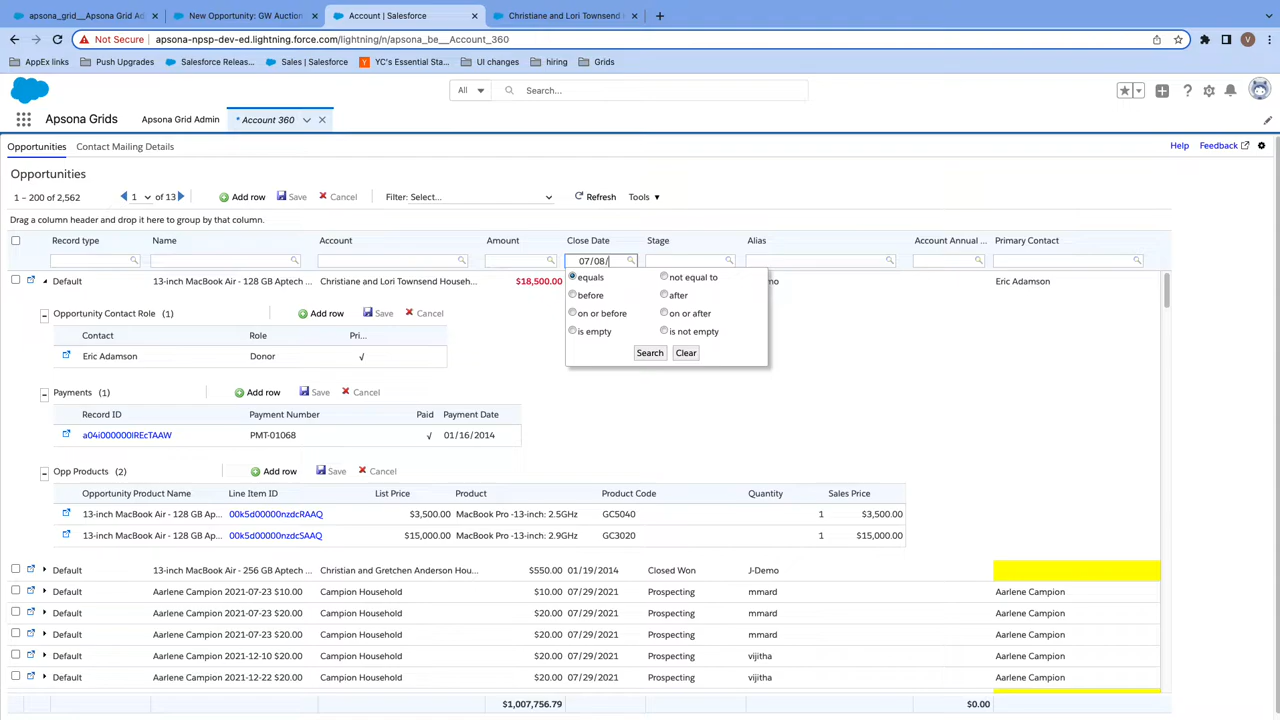 apsona_grid__Apsona Grid Ad
New Opportunity: GW Auction
Account | Salesforce
Christiane and Lori Townsend H
Not Secure
apsona-npsp-dev-ed.lightning.force.com/lightning/n/apsona_be__Account_360
AppEx links
Push Upgrades
Salesforce Releas...
Sales | Salesforce
YC's Essential Sta...
UI changes
hiring
Grids
All
Search...
Apsona Grids
Apsona Grid Admin
* Account 360
Opportunities
Contact Mailing Details
Help
Feedback
Opportunities
1 – 200 of 2,562
1 of 13
Add row
Save
Cancel
Filter: Select...
Refresh
Tools
Drag a column header and drop it here to group by that column.
Record type Name Account Amount Close Date Stage Alias Account Annual ... Primary Contact
07/08/
equals not equal to
before after
on or before on or after
is empty is not empty
Search Clear
Default 13-inch MacBook Air - 128 GB Aptech ... Christiane and Lori Townsend Househ... $18,500.00 mo Eric Adamson
Opportunity Contact Role (1) Add row Save Cancel
Contact Role Pri...
Eric Adamson Donor √
Payments (1) Add row Save Cancel
Record ID Payment Number Paid Payment Date
a04i000000IREcTAAW PMT-01068 √ 01/16/2014
Opp Products (2) Add row Save Cancel
Opportunity Product Name Line Item ID List Price Product Product Code Quantity Sales Price
13-inch MacBook Air - 128 GB Ap... 00k5d00000nzdcRAAQ $3,500.00 MacBook Pro -13-inch: 2.5GHz GC5040 1 $3,500.00
13-inch MacBook Air - 128 GB Ap... 00k5d00000nzdcSAAQ $15,000.00 MacBook Pro -13-inch: 2.9GHz GC3020 1 $15,000.00
Default 13-inch MacBook Air - 256 GB Aptech ... Christian and Gretchen Anderson Hou... $550.00 01/19/2014 Closed Won J-Demo
Default Aarlene Campion 2021-07-23 $10.00 Campion Household $10.00 07/29/2021 Prospecting mmard Aarlene Campion
Default Aarlene Campion 2021-07-23 $20.00 Campion Household $20.00 07/29/2021 Prospecting mmard Aarlene Campion
Default Aarlene Campion 2021-07-23 $20.00 Campion Household $20.00 07/29/2021 Prospecting mmard Aarlene Campion
Default Aarlene Campion 2021-12-10 $20.00 Campion Household $20.00 07/29/2021 Prospecting vijitha Aarlene Campion
Default Aarlene Campion 2021-12-22 $20.00 Campion Household $20.00 07/29/2021 Prospecting vijitha Aarlene Campion
$1,007,756.79 $0.00